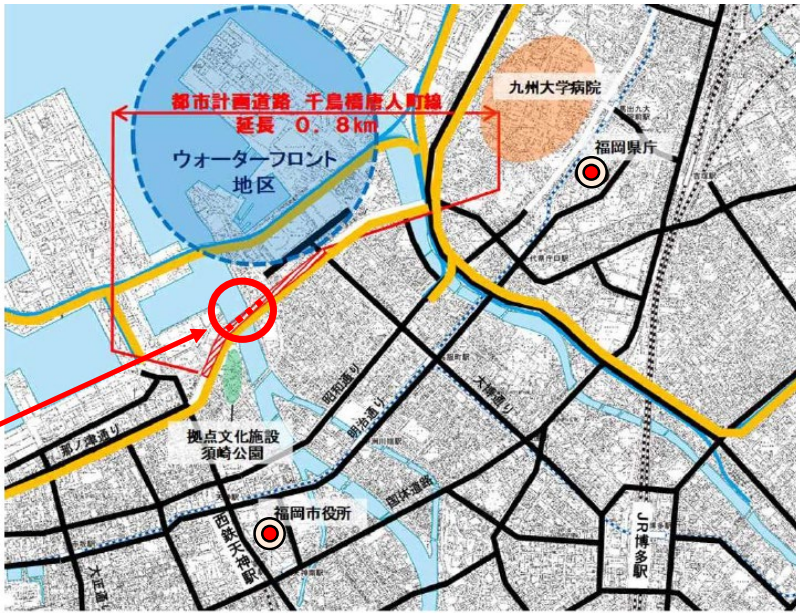 都市計画道路 千鳥橋唐人町線
延長 0.8km
九州大学病院
ウォーターフロント
地区
福岡県庁
昭和通り
明治通り
大博通り
那ノ津通り
拠点文化施設
須崎公園
国体道路
福岡市役所
西鉄天神駅
JR博多駅
大正通り